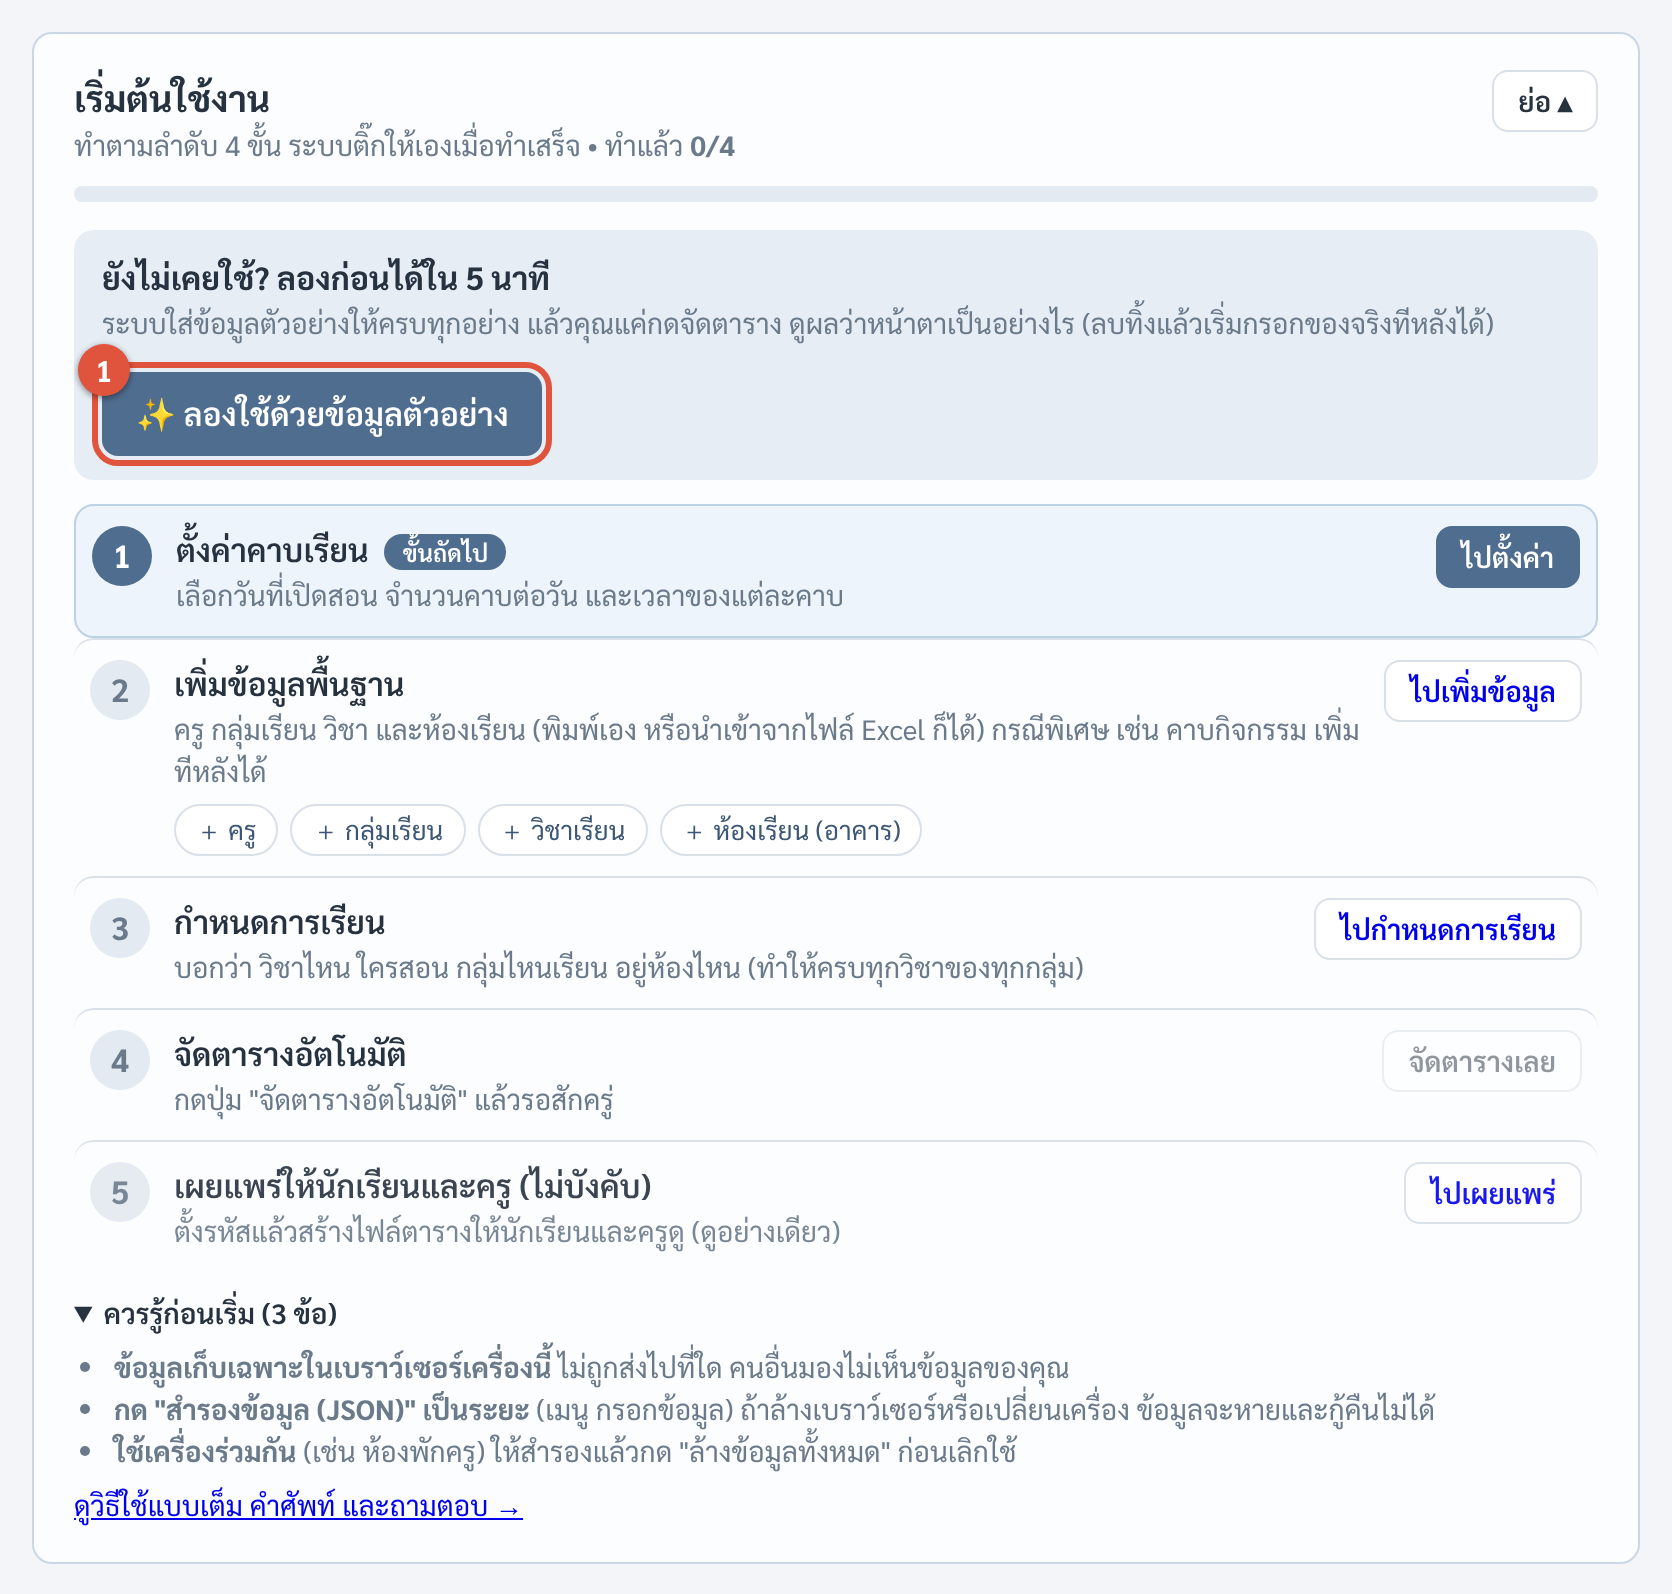 เริ่มต้นใช้งาน
ย่อ ▲
ทำตามลำดับ 4 ขั้น ระบบติ๊กให้เองเมื่อทำเสร็จ • ทำแล้ว 0/4
ยังไม่เคยใช้? ลองก่อนได้ใน 5 นาที
ระบบใส่ข้อมูลตัวอย่างให้ครบทุกอย่าง แล้วคุณแค่กดจัดตาราง ดูผลว่าหน้าตาเป็นอย่างไร (ลบทิ้งแล้วเริ่มกรอกของจริงทีหลังได้)
1
✨ ลองใช้ด้วยข้อมูลตัวอย่าง
1 ตั้งค่าคาบเรียน ขั้นถัดไป
ไปตั้งค่า
เลือกวันที่เปิดสอน จำนวนคาบต่อวัน และเวลาของแต่ละคาบ
2 เพิ่มข้อมูลพื้นฐาน
ไปเพิ่มข้อมูล
ครู กลุ่มเรียน วิชา และห้องเรียน (พิมพ์เอง หรือนำเข้าจากไฟล์ Excel ก็ได้) กรณีพิเศษ เช่น คาบกิจกรรม เพิ่ม
ทีหลังได้
+ ครู + กลุ่มเรียน + วิชาเรียน + ห้องเรียน (อาคาร)
3 กำหนดการเรียน
ไปกำหนดการเรียน
บอกว่า วิชาไหน ใครสอน กลุ่มไหนเรียน อยู่ห้องไหน (ทำให้ครบทุกวิชาของทุกกลุ่ม)
4 จัดตารางอัตโนมัติ
จัดตารางเลย
กดปุ่ม "จัดตารางอัตโนมัติ" แล้วรอสักครู่
5 เผยแพร่ให้นักเรียนและครู (ไม่บังคับ)
ไปเผยแพร่
ตั้งรหัสแล้วสร้างไฟล์ตารางให้นักเรียนและครูดู (ดูอย่างเดียว)
▼ ควรรู้ก่อนเริ่ม (3 ข้อ)
• ข้อมูลเก็บเฉพาะในเบราว์เซอร์เครื่องนี้ ไม่ถูกส่งไปที่ใด คนอื่นมองไม่เห็นข้อมูลของคุณ
• กด "สำรองข้อมูล (JSON)" เป็นระยะ (เมนู กรอกข้อมูล) ถ้าล้างเบราว์เซอร์หรือเปลี่ยนเครื่อง ข้อมูลจะหายและกู้คืนไม่ได้
• ใช้เครื่องร่วมกัน (เช่น ห้องพักครู) ให้สำรองแล้วกด "ล้างข้อมูลทั้งหมด" ก่อนเลิกใช้
ดูวิธีใช้แบบเต็ม คำศัพท์ และถามตอบ →